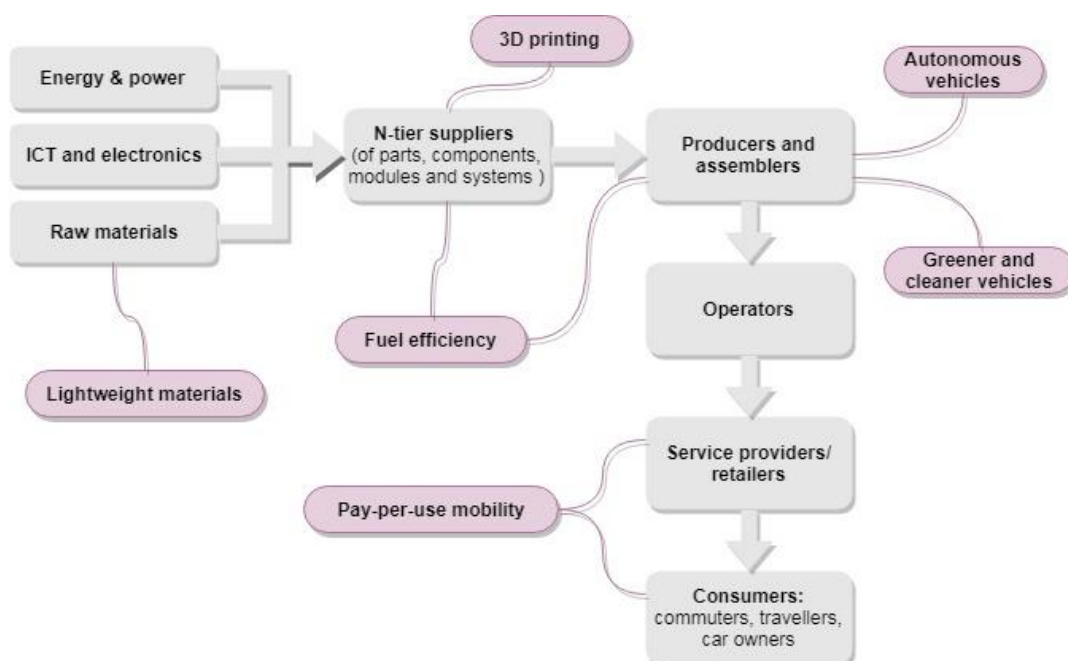 3D printing
Autonomous
vehicles
Energy & power
N-tier suppliers
(of parts, components,
modules and systems )
Producers and
assemblers
ICT and electronics
Raw materials
Greener and
cleaner vehicles
Operators
Fuel efficiency
Lightweight materials
Service providers/
retailers
Pay-per-use mobility
Consumers:
commuters, travellers,
car owners